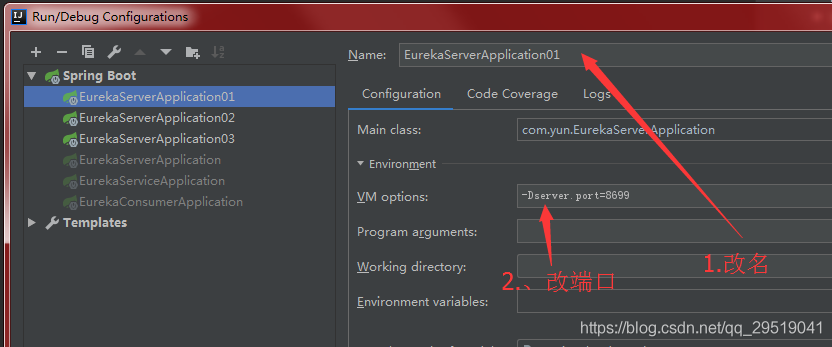 IJ Run/Debug Configurations
Name: EurekaServerApplication01
Spring Boot
EurekaServerApplication01
EurekaServerApplication02
EurekaServerApplication03
EurekaServerApplication
EurekaServiceApplication
EurekaConsumerApplication
Templates
Configuration Code Coverage Logs
Main class: com.yun.EurekaServerApplication
Environment
VM options: -Dserver.port=8699
Program arguments:
Working directory:
Environment variables:
1.改名
2.、改端口
https://blog.csdn.net/qq_29519041